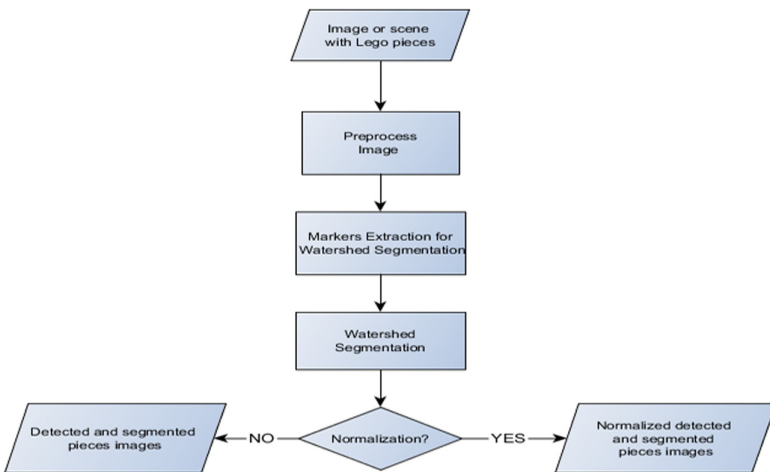 Image or scene
with Lego pieces
Preprocess
Image
Markers Extraction for
Watershed Segmentation
Watershed
Segmentation
Detected and segmented
pieces images
NO
Normalization?
YES
Normalized detected
and segmented
pieces images